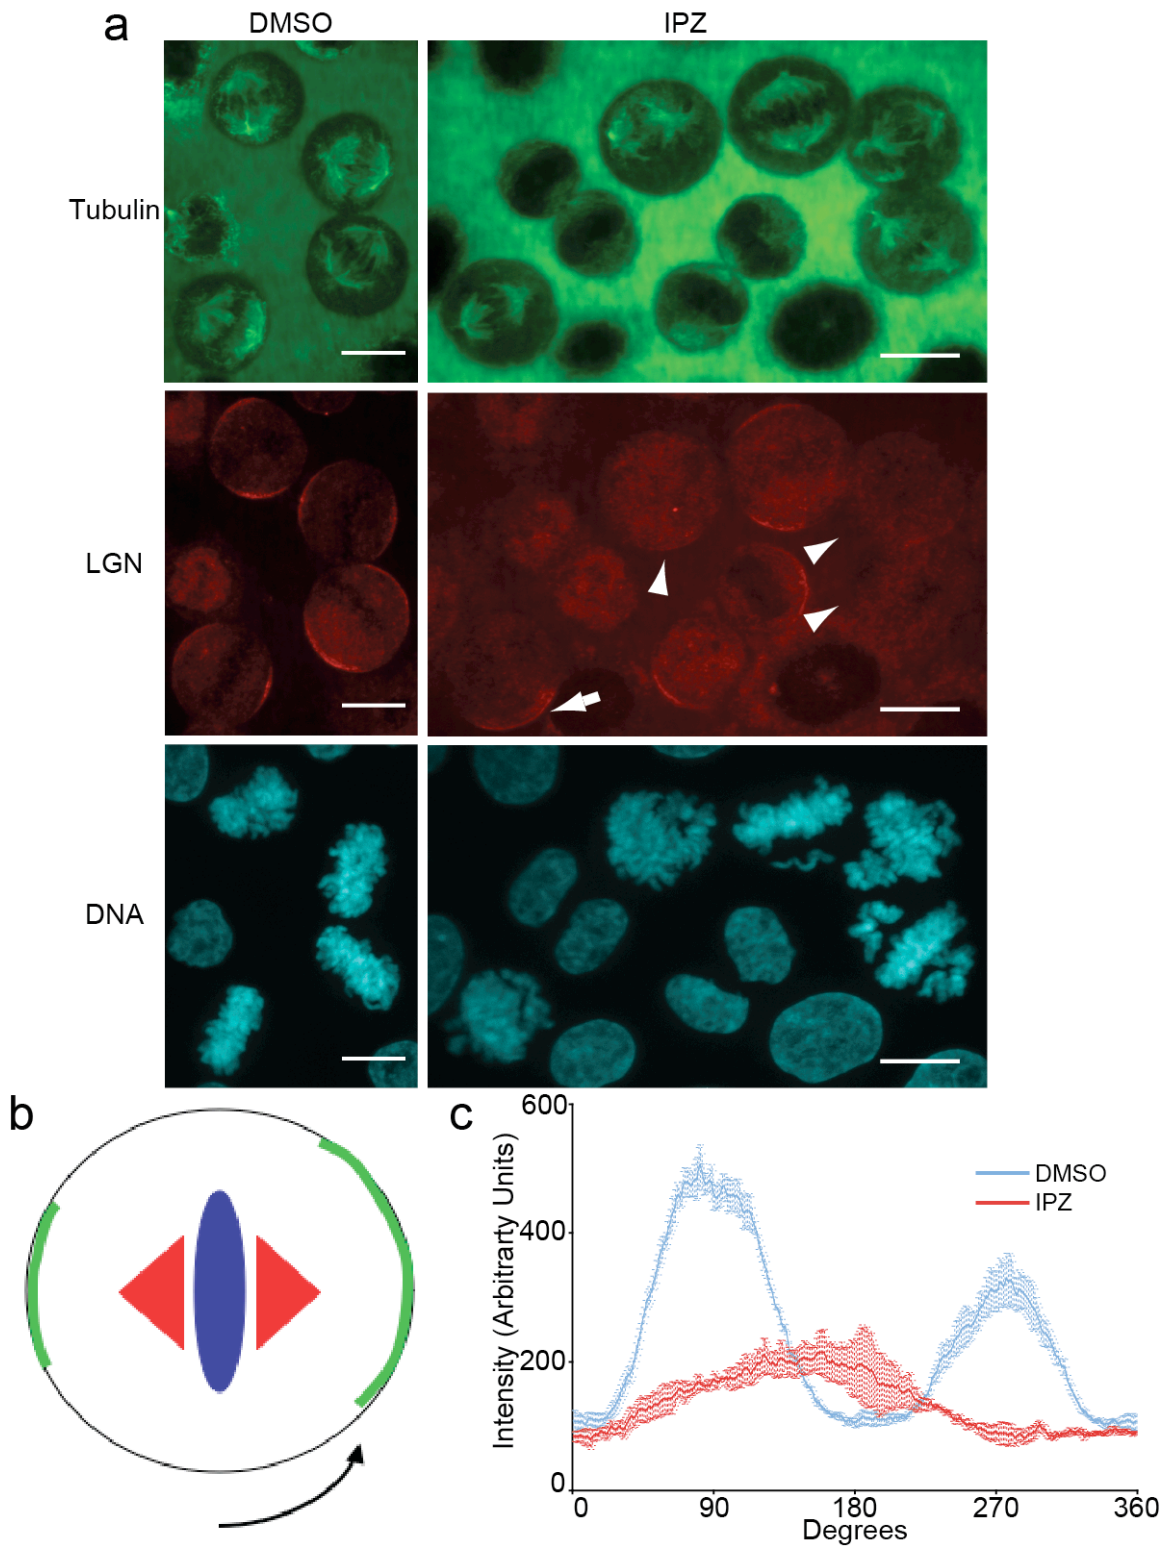 a
DMSO
IPZ
Tubulin
LGN
DNA
b
c
600
400
200
0
Intensity (Arbitrarty Units)
DMSO
IPZ
0
90
180
270
360
Degrees